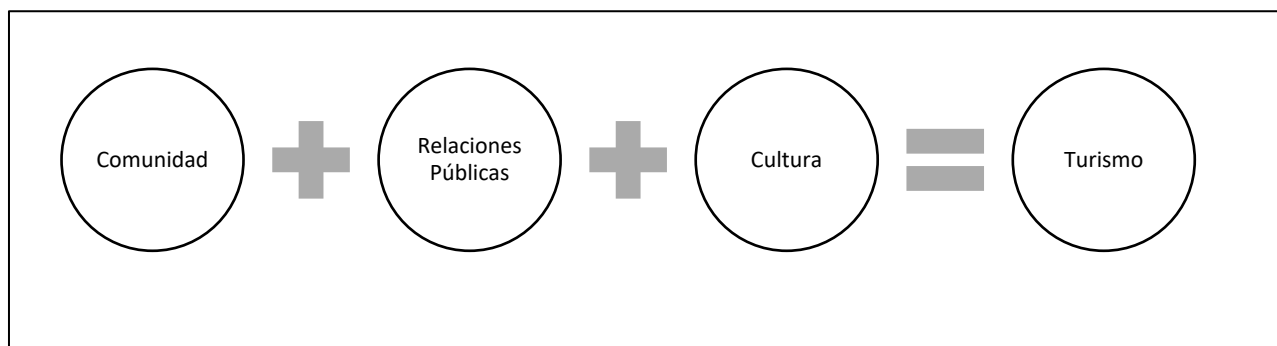 Comunidad
Relaciones
Públicas
Cultura
Turismo